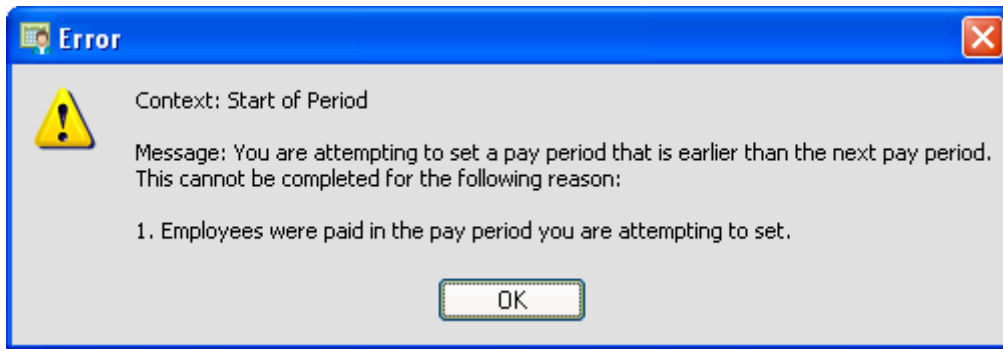 Error
Context: Start of Period
Message: You are attempting to set a pay period that is earlier than the next pay period.
This cannot be completed for the following reason:
1. Employees were paid in the pay period you are attempting to set.
OK